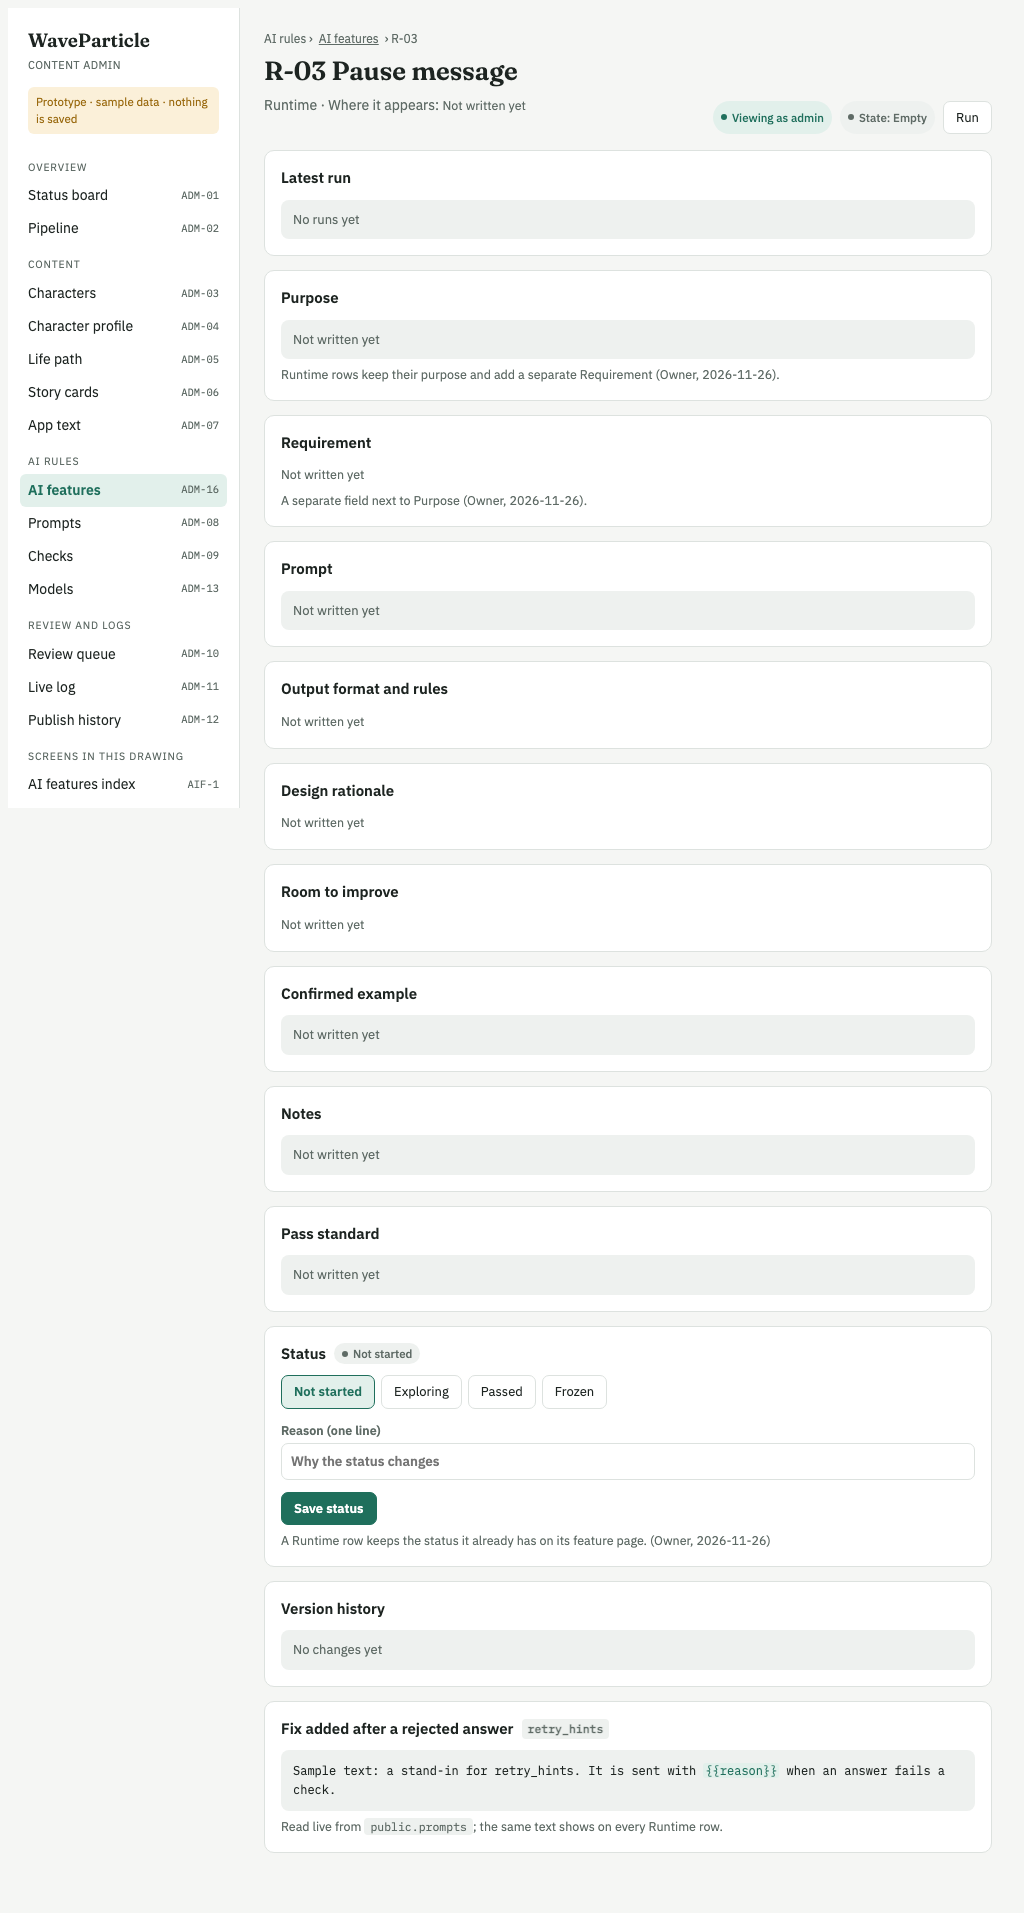 WaveParticle
CONTENT ADMIN
Prototype · sample data · nothing
is saved
OVERVIEW
Status board ADM-01
Pipeline ADM-02
CONTENT
Characters ADM-03
Character profile ADM-04
Life path ADM-05
Story cards ADM-06
App text ADM-07
AI RULES
AI features ADM-16
Prompts ADM-08
Checks ADM-09
Models ADM-13
REVIEW AND LOGS
Review queue ADM-10
Live log ADM-11
Publish history ADM-12
SCREENS IN THIS DRAWING
AI features index AIF-1
AI rules › AI features › R-03
R-03 Pause message
Runtime · Where it appears: Not written yet
Viewing as admin
State: Empty
Run
Latest run
No runs yet
Purpose
Not written yet
Runtime rows keep their purpose and add a separate Requirement (Owner, 2026-11-26).
Requirement
Not written yet
A separate field next to Purpose (Owner, 2026-11-26).
Prompt
Not written yet
Output format and rules
Not written yet
Design rationale
Not written yet
Room to improve
Not written yet
Confirmed example
Not written yet
Notes
Not written yet
Pass standard
Not written yet
Status Not started
Not started Exploring Passed Frozen
Reason (one line)
Why the status changes
Save status
A Runtime row keeps the status it already has on its feature page. (Owner, 2026-11-26)
Version history
No changes yet
Fix added after a rejected answer retry_hints
Sample text: a stand-in for retry_hints. It is sent with {{reason}} when an answer fails a
check.
Read live from public.prompts; the same text shows on every Runtime row.